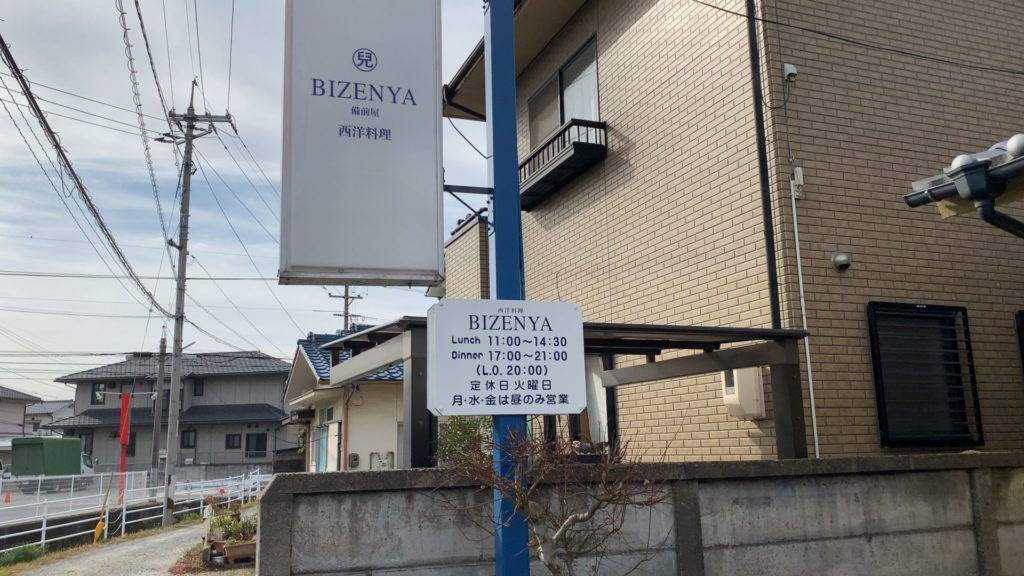 兒
BIZENYA
備前屋
西洋料理
西洋料理
BIZENYA
Lunch 11:00〜14:30
Dinner 17:00〜21:00
(L.O. 20:00)
定休日火曜日
月・水・金は昼のみ営業